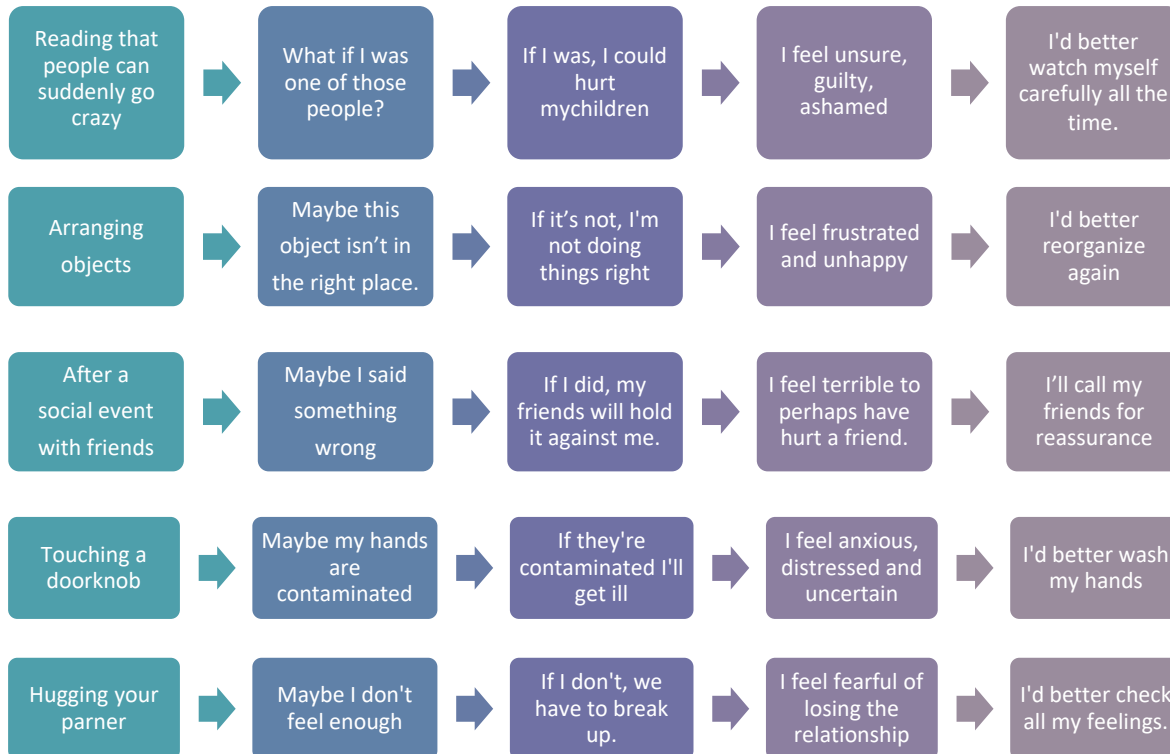 Reading that
people can
suddenly go
crazy
What if I was
one of those
people?
If I was, I could
hurt
mychildren
I feel unsure,
guilty,
ashamed
I'd better
watch myself
carefully all the
time.
Arranging
objects
Maybe this
object isn’t in
the right place.
If it’s not, I'm
not doing
things right
I feel frustrated
and unhappy
I'd better
reorganize
again
After a
social event
with friends
Maybe I said
something
wrong
If I did, my
friends will hold
it against me.
I feel terrible to
perhaps have
hurt a friend.
I’ll call my
friends for
reassurance
Touching a
doorknob
Maybe my hands
are
contaminated
If they're
contaminated I'll
get ill
I feel anxious,
distressed and
uncertain
I'd better wash
my hands
Hugging your
parner
Maybe I don't
feel enough
If I don't, we
have to break
up.
I feel fearful of
losing the
relationship
I'd better check
all my feelings.